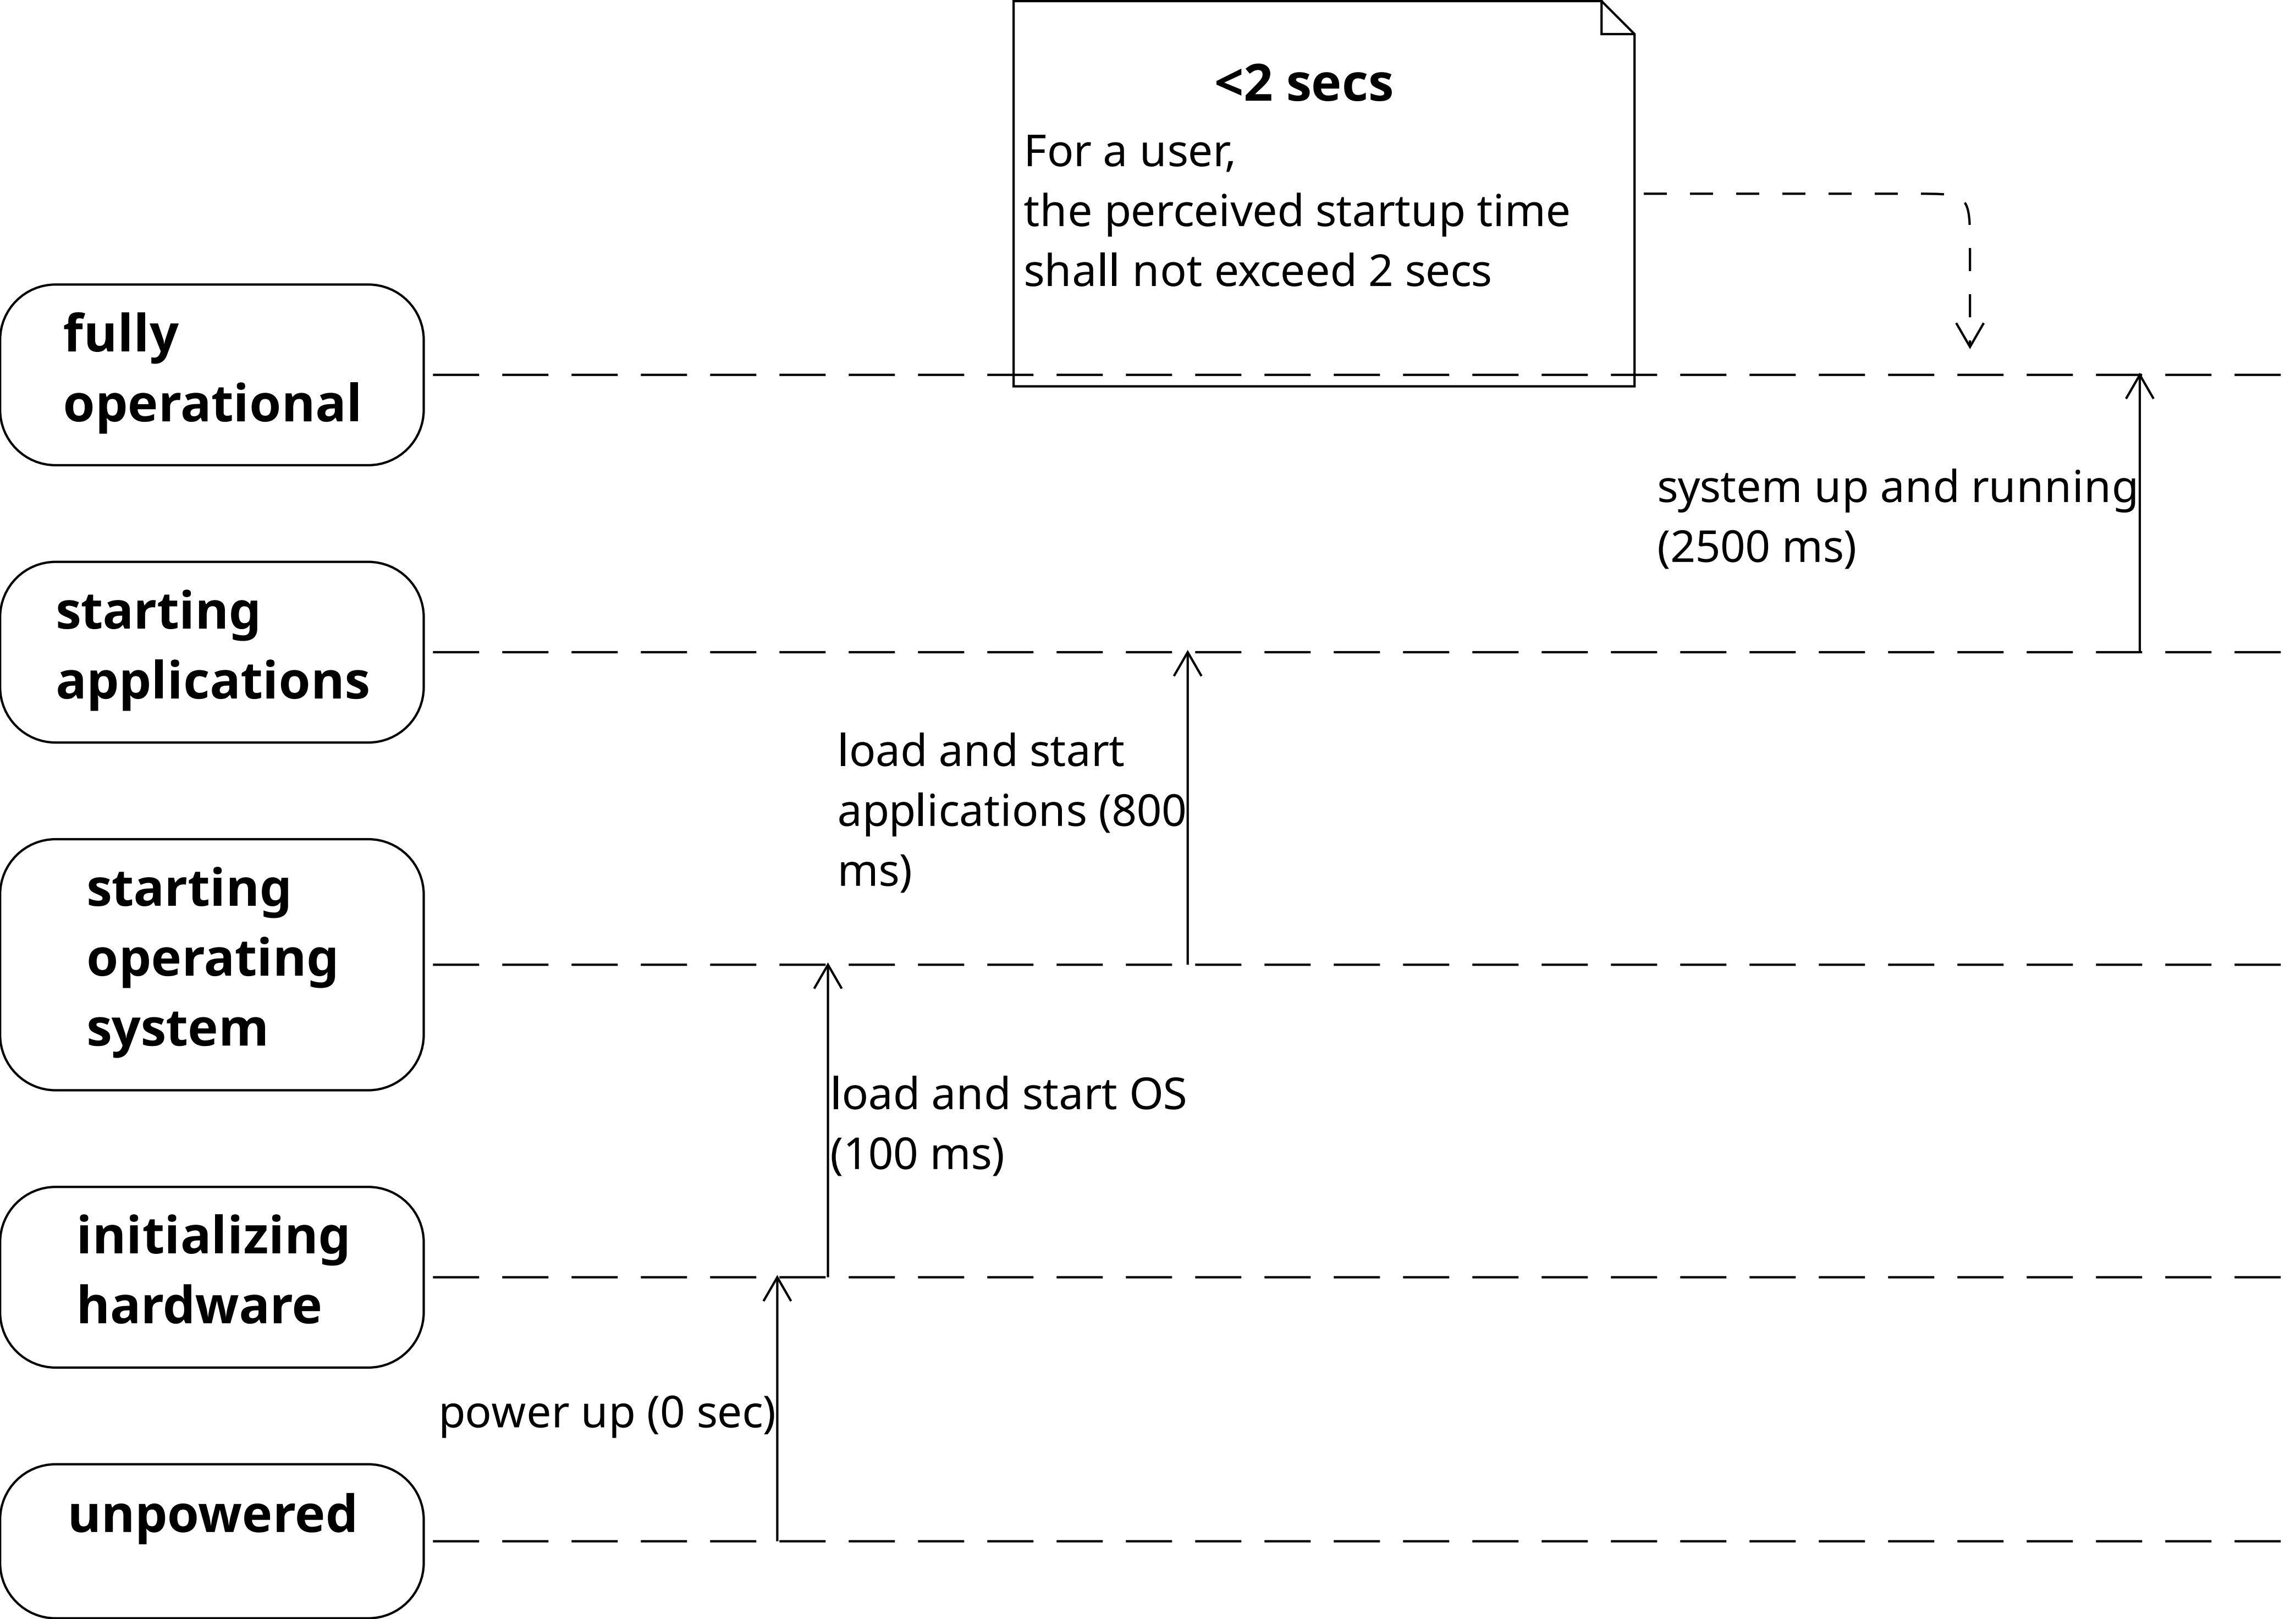 <2 secs
For a user,
the perceived startup time
shall not exceed 2 secs
fully
operational
system up and running
(2500 ms)
starting
applications
load and start
applications (800
ms)
starting
operating
system
load and start OS
(100 ms)
initializing
hardware
power up (0 sec)
unpowered